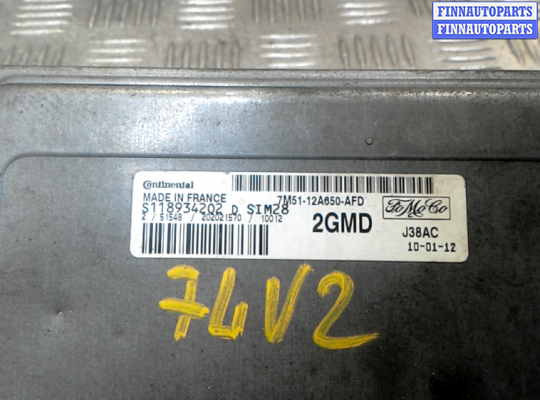 FINNAUTOPARTS
FINNAUTOPARTS
Continental
MADE IN FRANCE
7M51-12A650-AFD
S118934202 D SIM28
2 / S1548 / 202021570 / 10012
2GMD
FoMoCo
J38AC
10-01-12
74V2